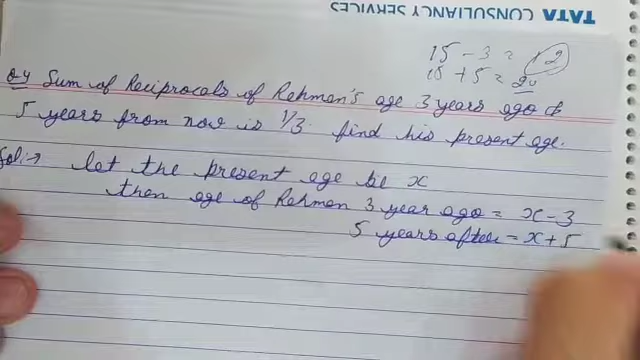 TATA CONSULTANCY SERVICES
15 - 3 = 12
15 + 5 = 20
Q4 Sum of Reciprocals of Rehman's age 3 years ago &
5 years from now is 1/3. find his present age.
Sol:→ let the present age be x
then age of Rehman 3 year ago = x-3
5 years after = x+5